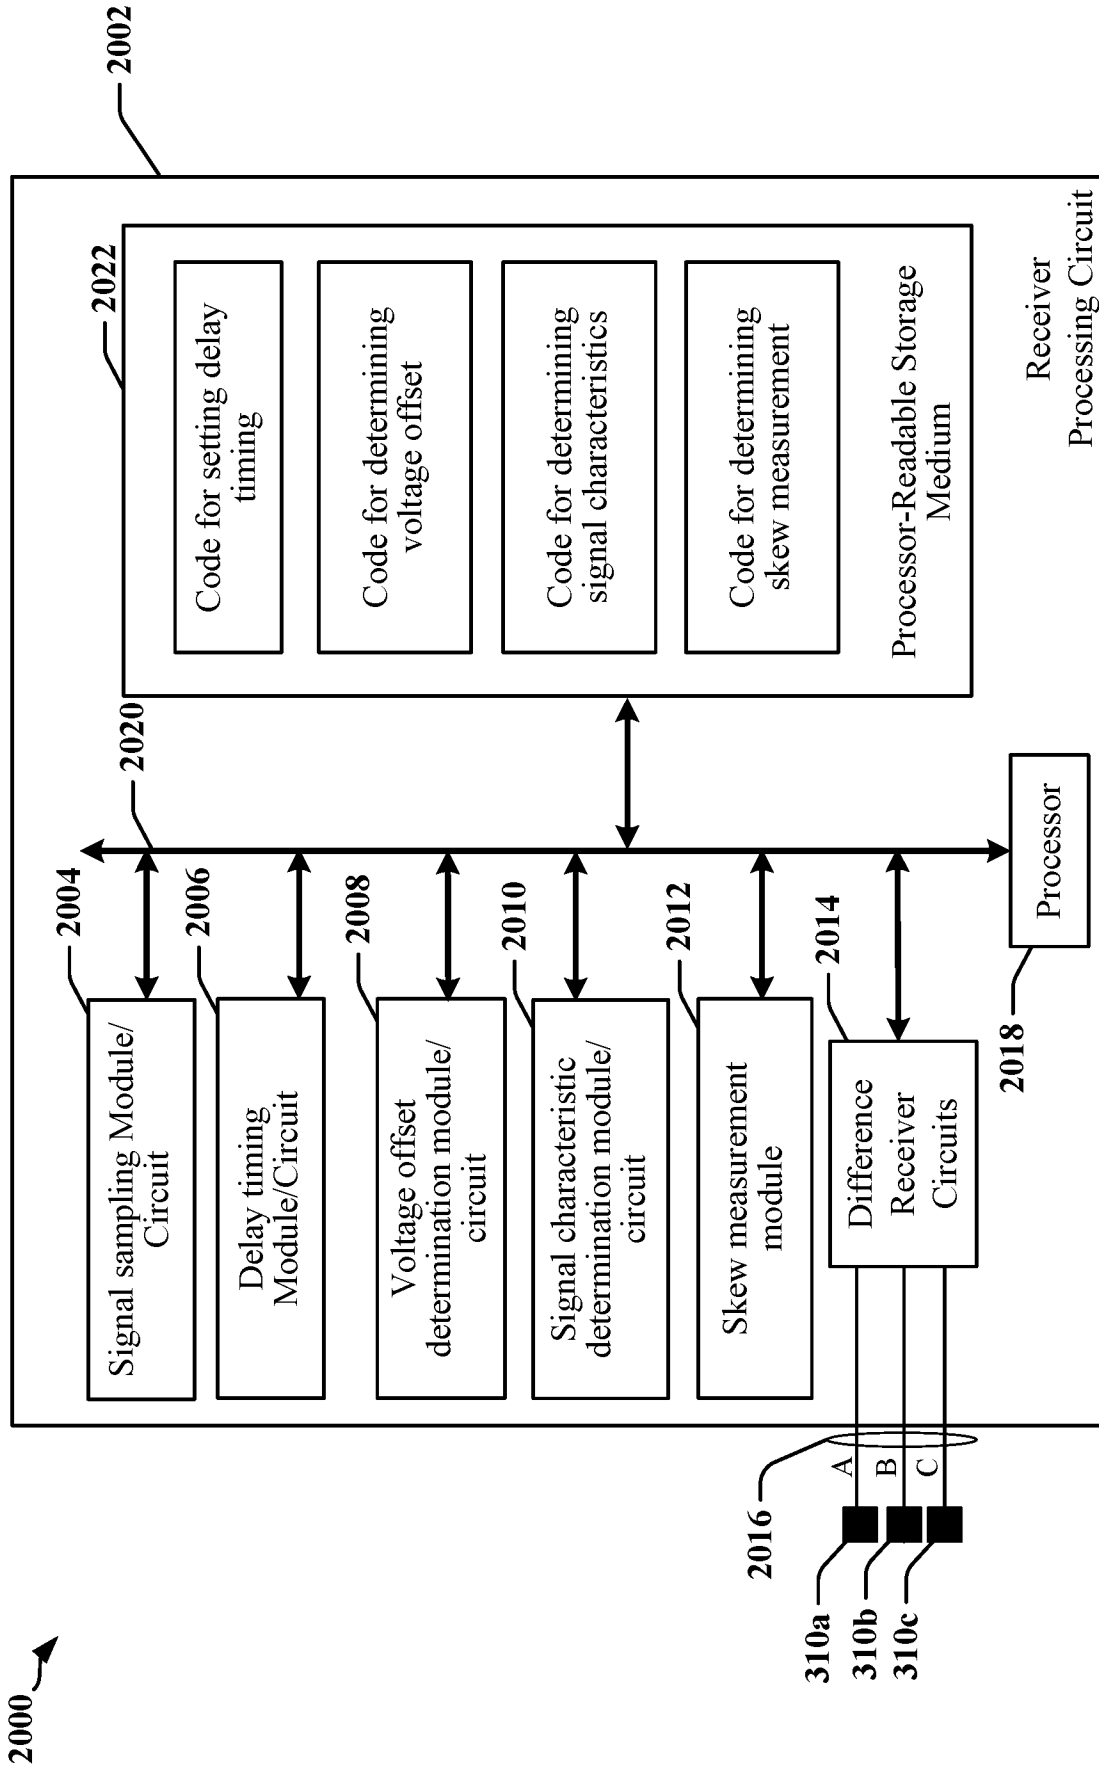 2000
2002
2004
Signal sampling Module/
Circuit
2006
Delay timing
Module/Circuit
2008
Voltage offset
determination module/
circuit
2010
Signal characteristic
determination module/
circuit
2012
Skew measurement
module
2014
Difference
Receiver
Circuits
2016
A
B
C
310a
310b
310c
2018
Processor
2020
2022
Code for setting delay
timing
Code for determining
voltage offset
Code for determining
signal characteristics
Code for determining
skew measurement
Processor-Readable Storage
Medium
Receiver
Processing Circuit